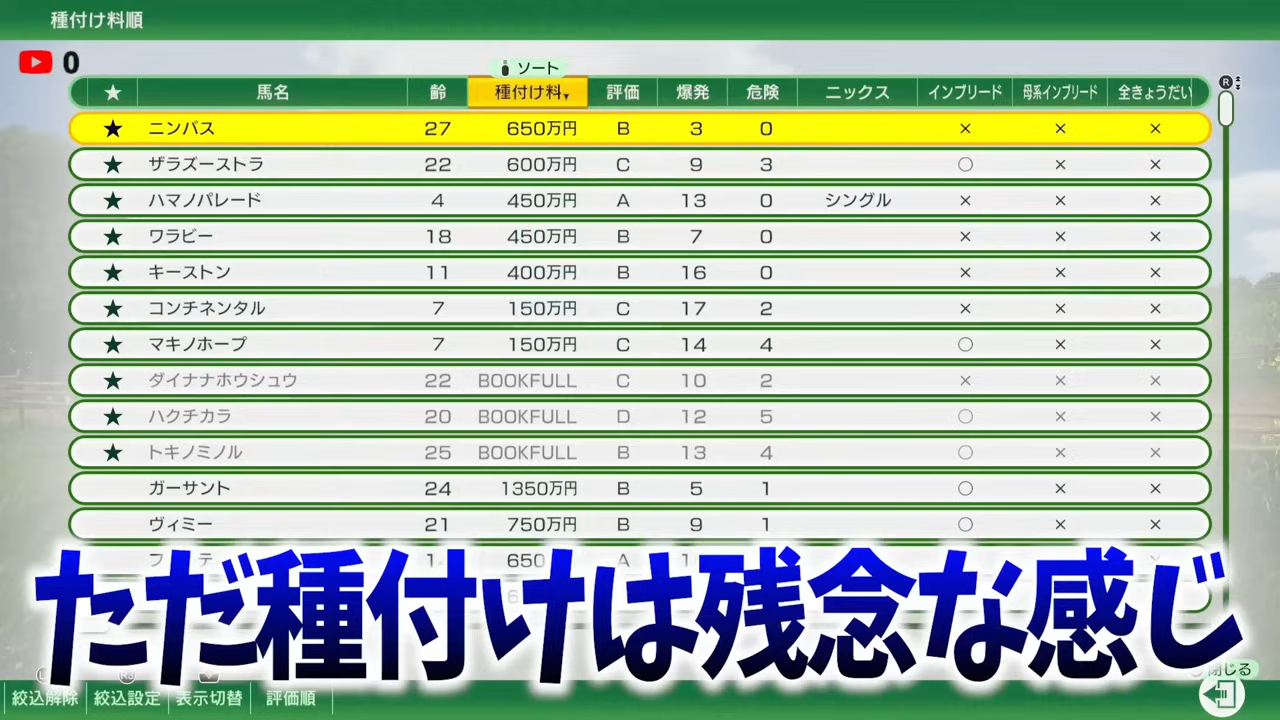 種付け料順
0
ソート
★ 馬名 齢 種付け料▼ 評価 爆発 危険 ニックス インブリード 母系インブリード 全きょうだい
★ ニンバス 27 650万円 B 3 0 × × ×
★ ザラズーストラ 22 600万円 C 9 3 ○ × ×
★ ハマノパレード 4 450万円 A 13 0 シングル × × ×
★ ワラビー 18 450万円 B 7 0 × × ×
★ キーストン 11 400万円 B 16 0 × × ×
★ コンチネンタル 7 150万円 C 17 2 × × ×
★ マキノホープ 7 150万円 C 14 4 ○ × ×
★ ダイナナホウシュウ 22 BOOKFULL C 10 2 × × ×
★ ハクチカラ 20 BOOKFULL D 12 5 ○ × ×
★ トキノミノル 25 BOOKFULL B 13 4 ○ × ×
ガーサント 24 1350万円 B 5 1 ○ × ×
ヴィミー 21 750万円 B 9 1 ○ × ×
650 A
ただ種付けは残念な感じ
絞込解除 絞込設定 表示切替 評価順
閉じる